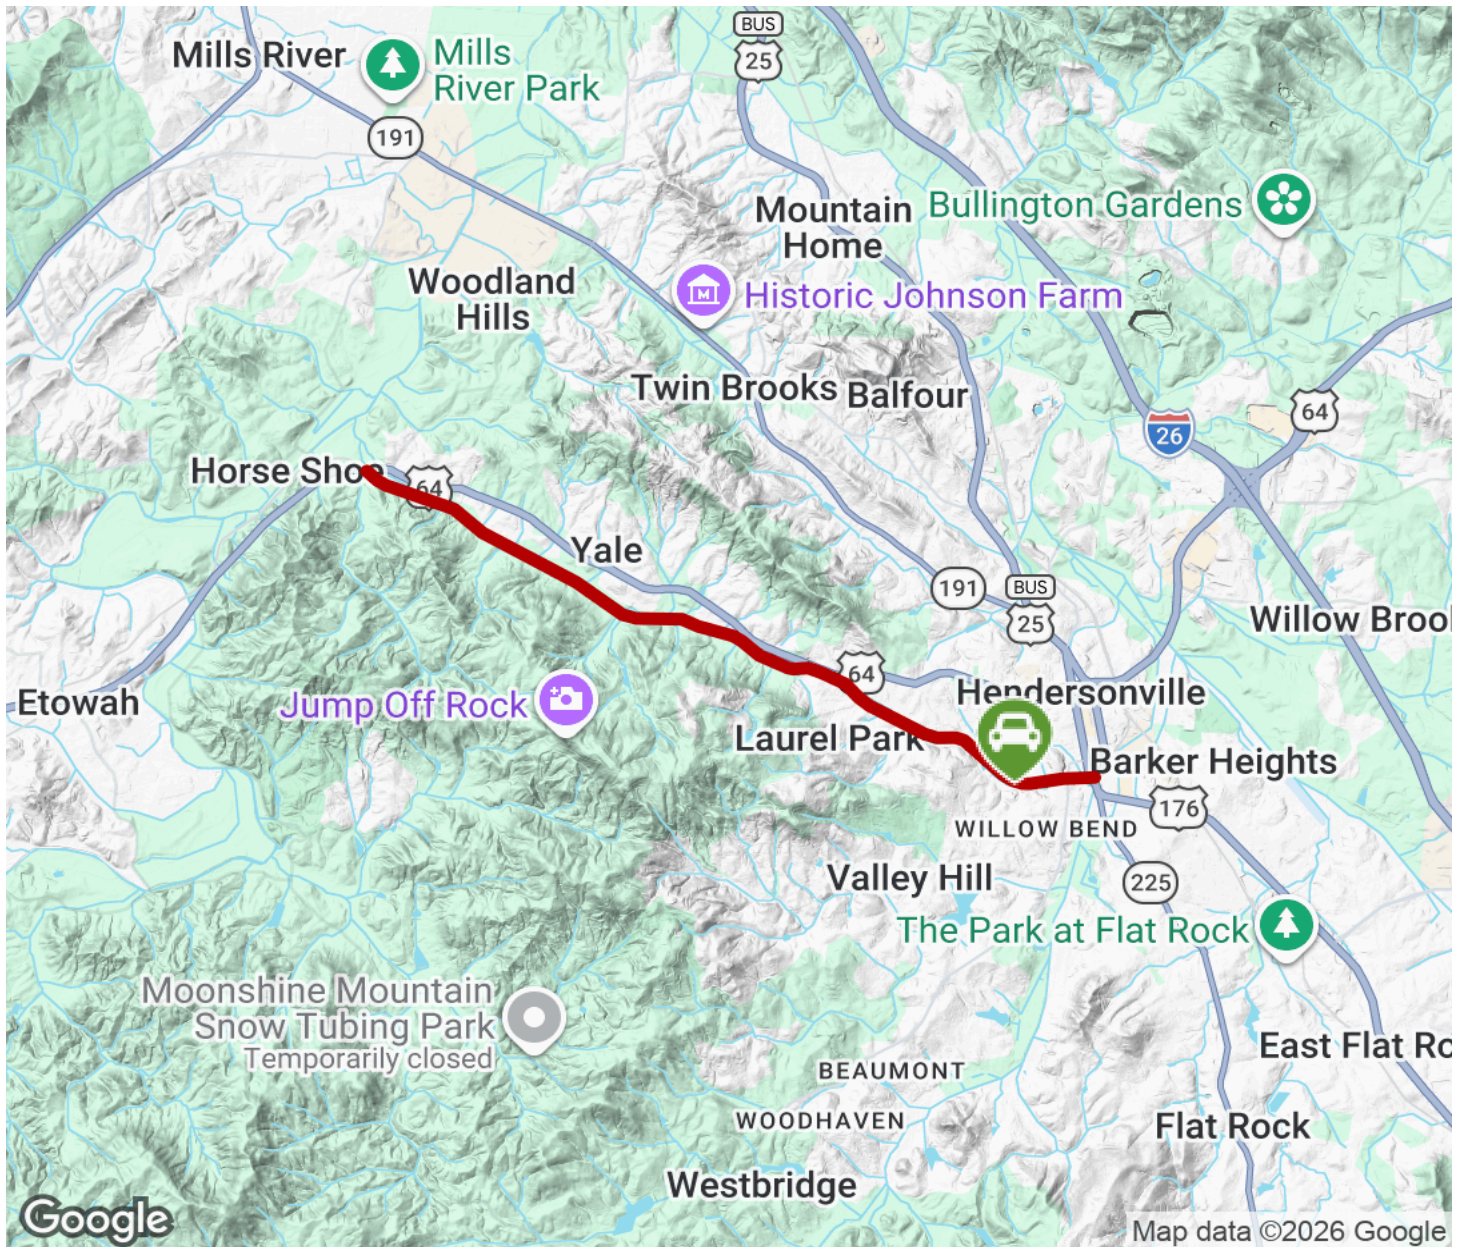 BUS
25
Mills River
Mills
River Park
191
Mountain
Home
Bullington Gardens
Woodland
Hills
Historic Johnson Farm
Twin Brooks
Balfour
64
26
Horse Shoe
64
Yale
191
BUS
25
Willow Brool
64
Etowah
Jump Off Rock
Hendersonville
Laurel Park
Barker Heights
176
WILLOW BEND
Valley Hill
225
The Park at Flat Rock
Moonshine Mountain
Snow Tubing Park
Temporarily closed
East Flat Ro
BEAUMONT
WOODHAVEN
Flat Rock
Westbridge
Google
Map data ©2026 Google